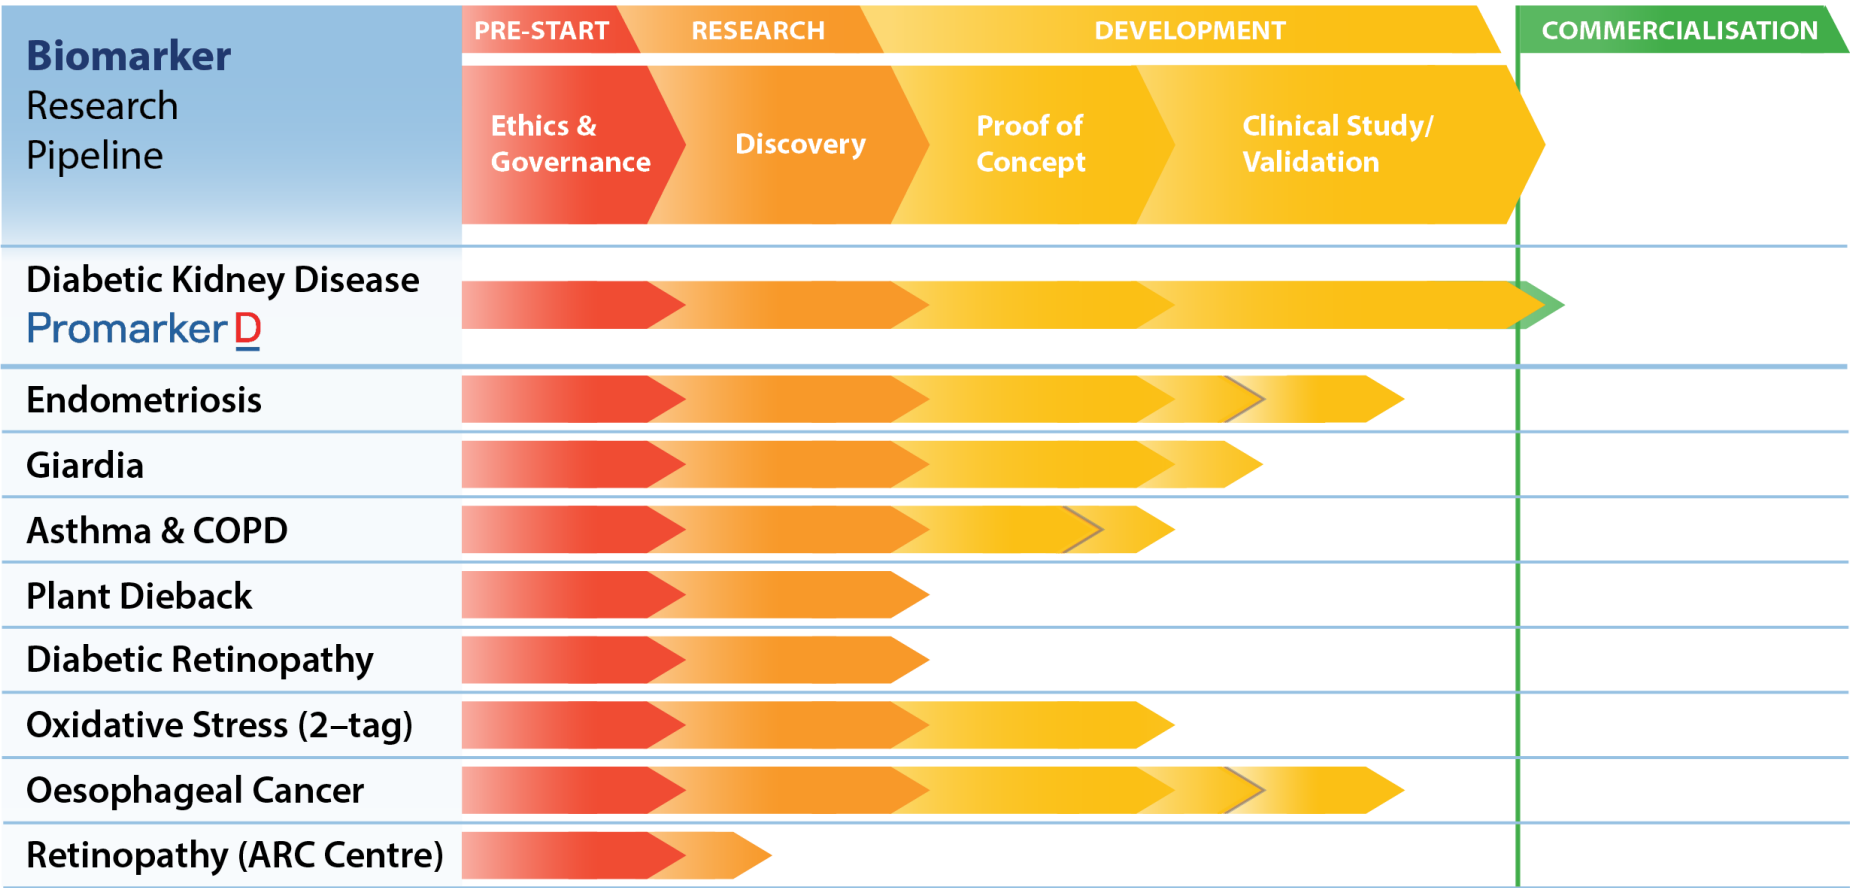 PRE-START RESEARCH DEVELOPMENT COMMERCIALISATION
Biomarker
Research
Pipeline
Ethics &
Governance
Discovery
Proof of
Concept
Clinical Study/
Validation
Diabetic Kidney Disease
PromarkerD
Endometriosis
Giardia
Asthma & COPD
Plant Dieback
Diabetic Retinopathy
Oxidative Stress (2–tag)
Oesophageal Cancer
Retinopathy (ARC Centre)